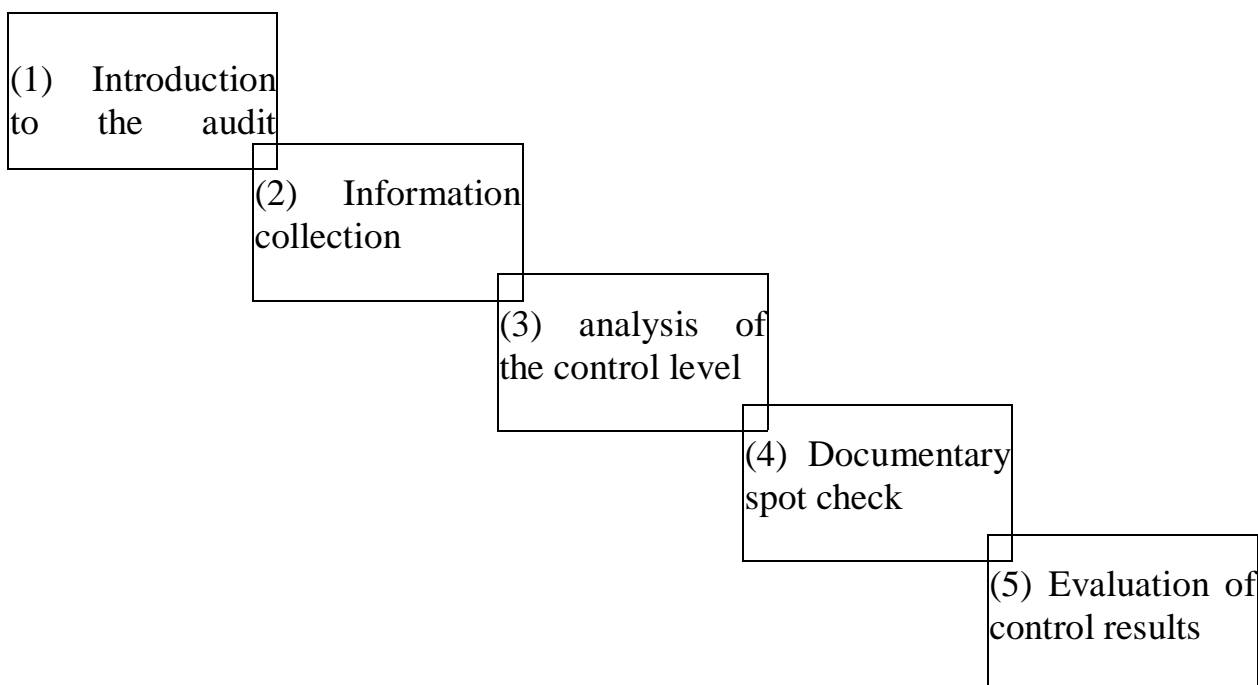 (1) Introduction
to the audit
(2) Information
collection
(3) analysis of
the control level
(4) Documentary
spot check
(5) Evaluation of
control results